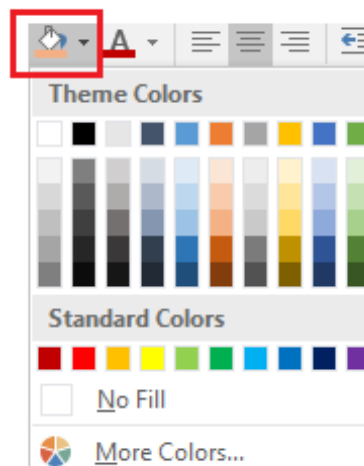 A
Theme Colors
Standard Colors
No Fill
More Colors...